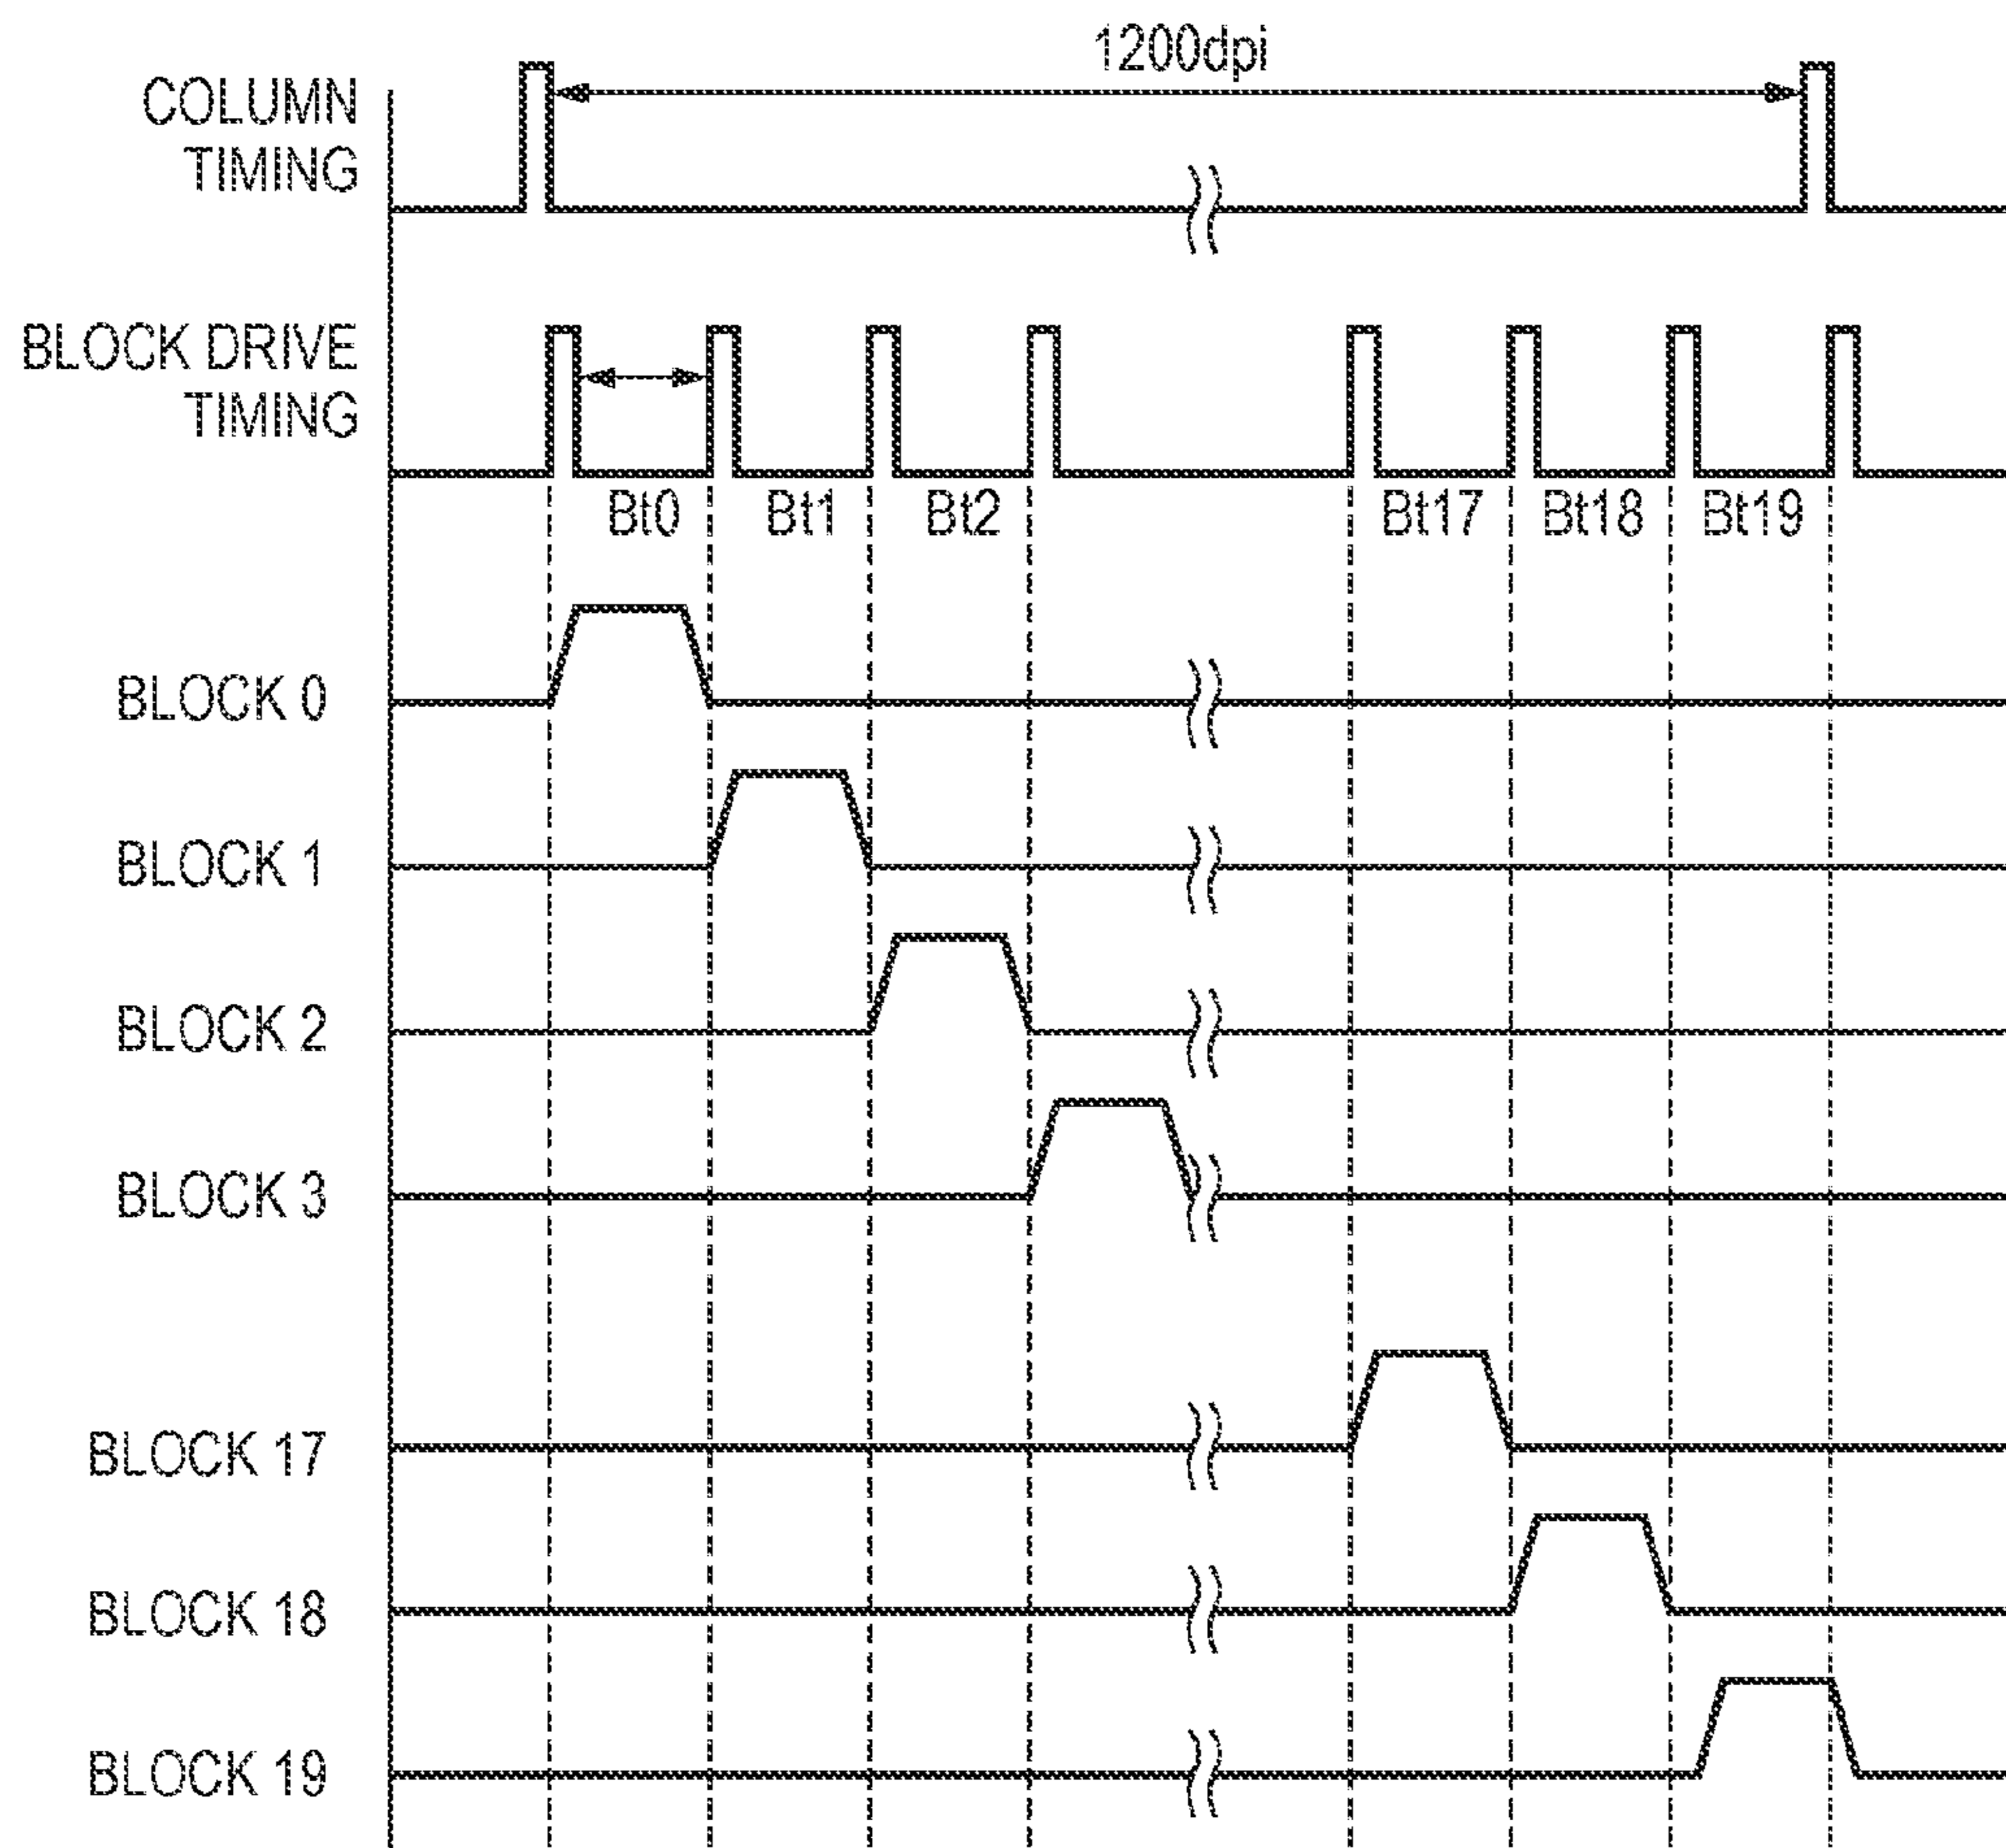 1200dpi
COLUMN
TIMING
BLOCK DRIVE
TIMING
Bt0 Bt1 Bt2 Bt17 Bt18 Bt19
BLOCK 0
BLOCK 1
BLOCK 2
BLOCK 3
BLOCK 17
BLOCK 18
BLOCK 19